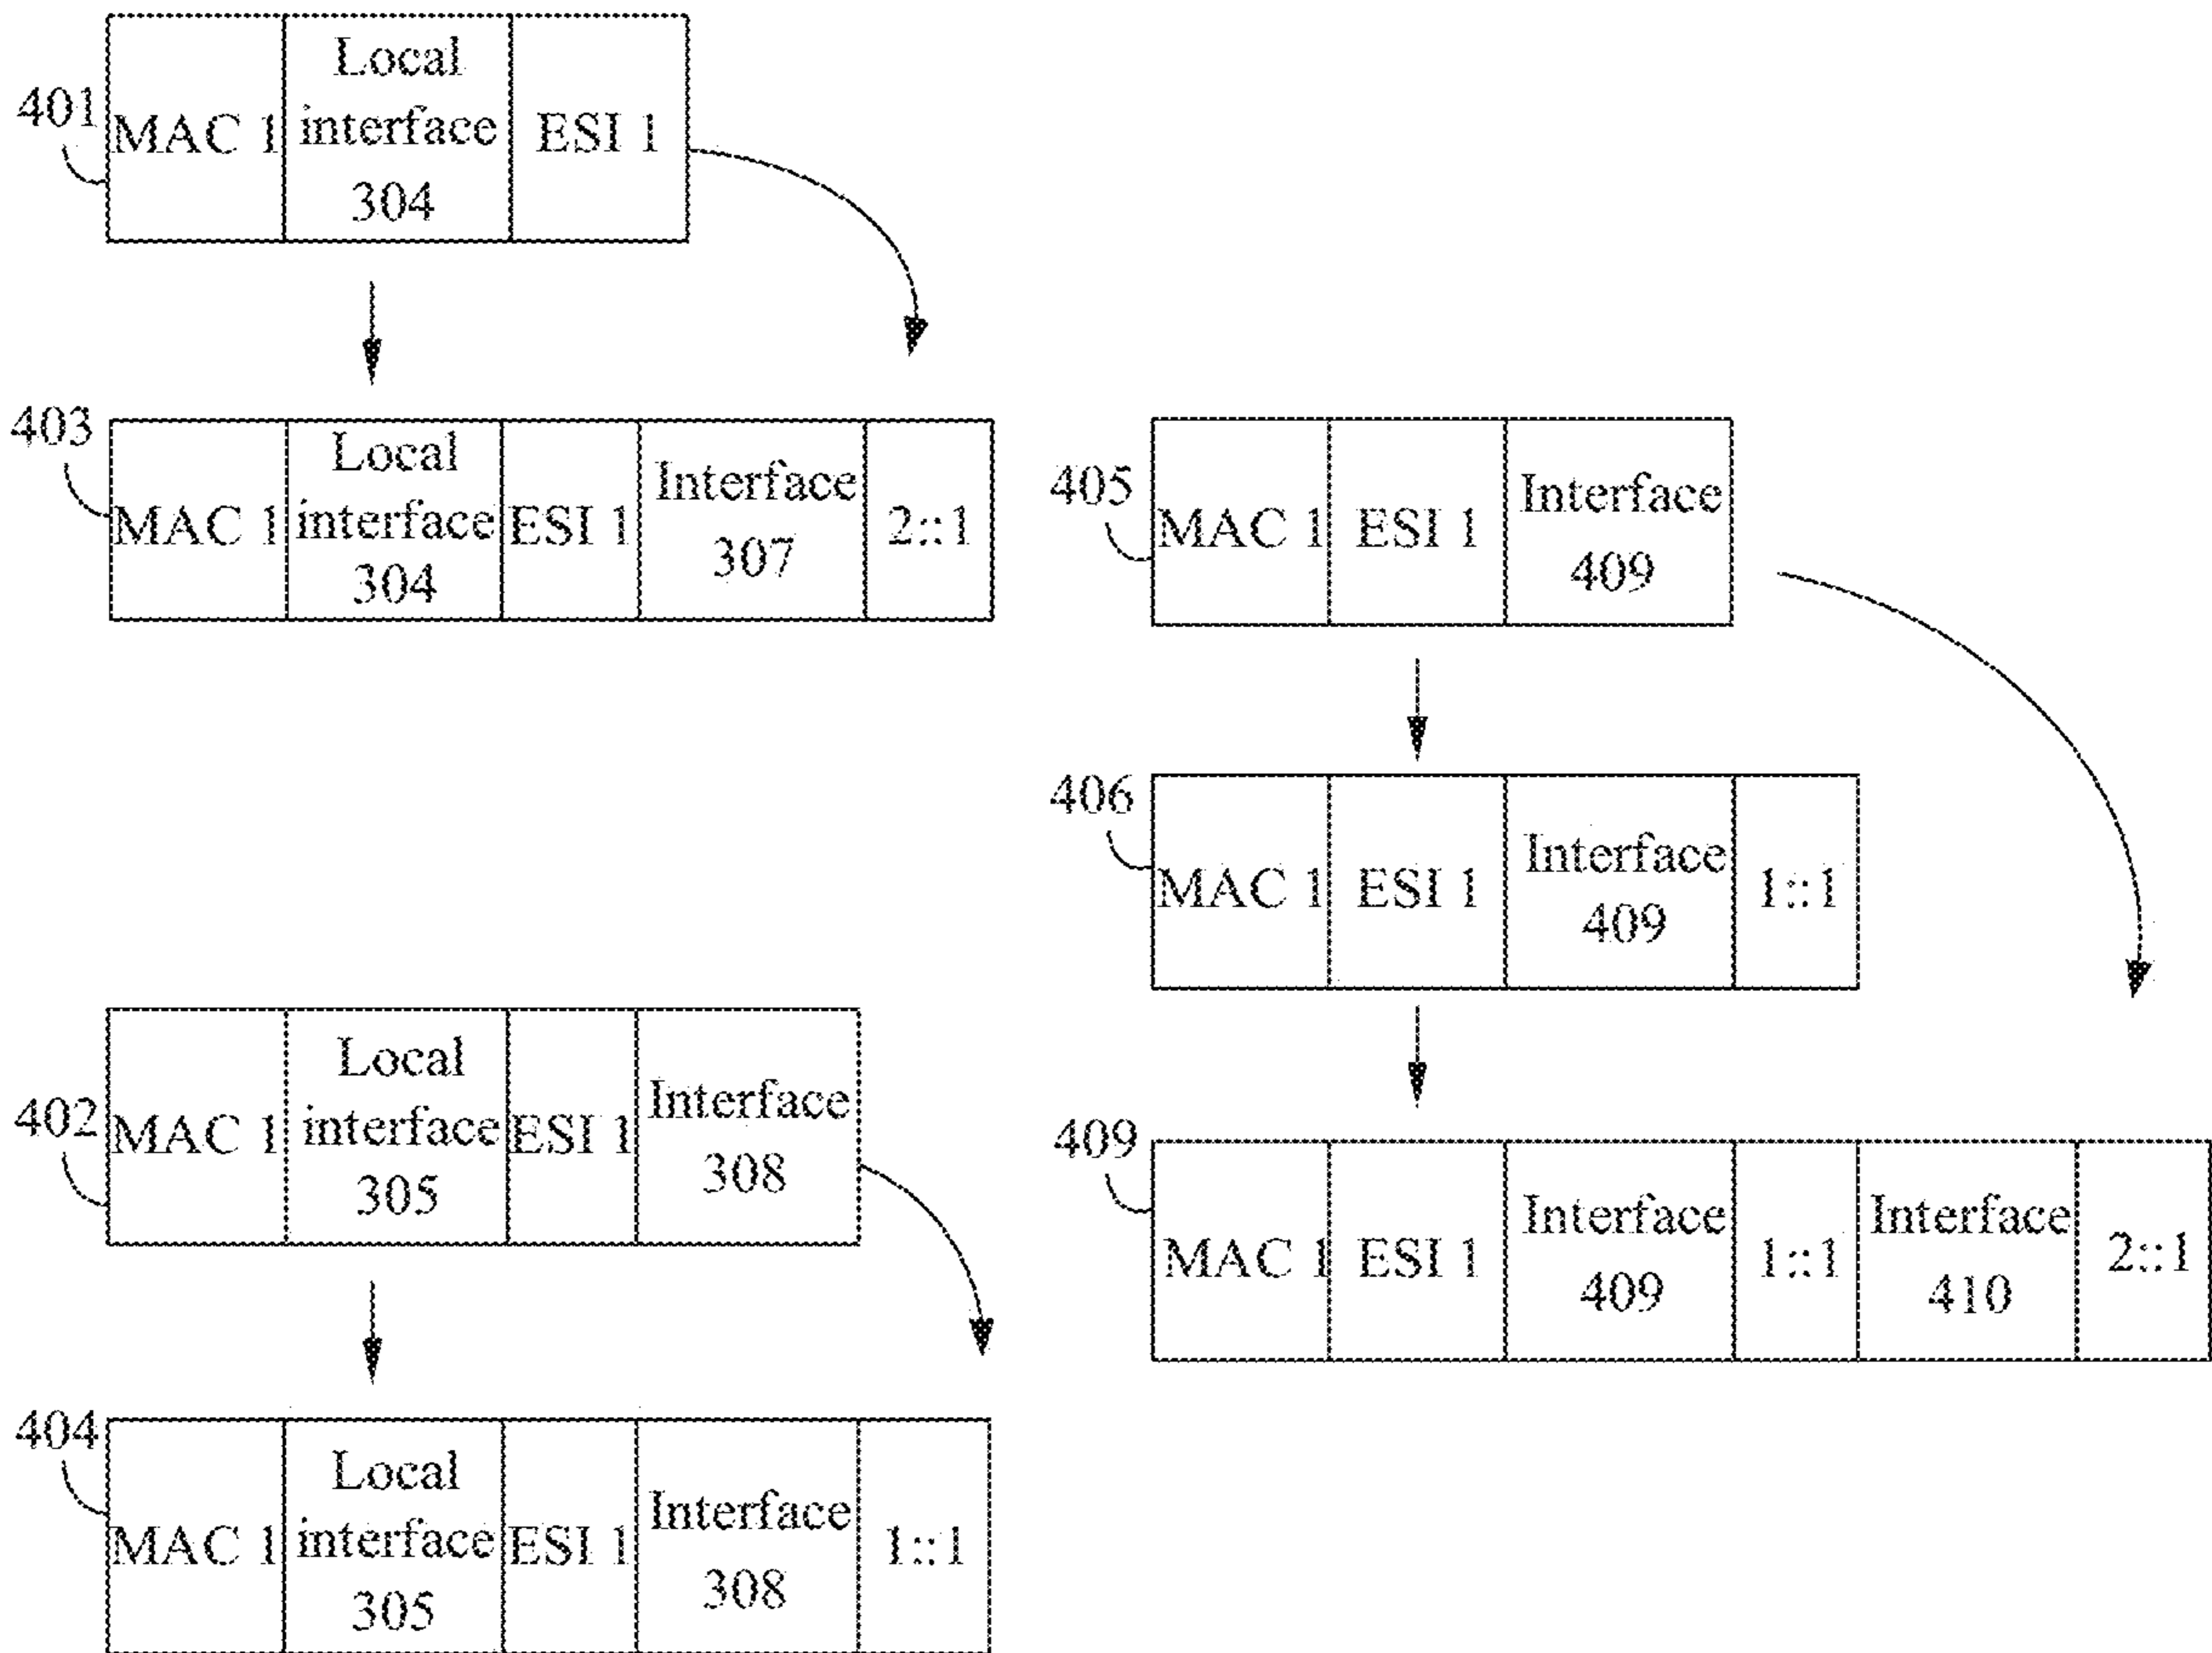 401
MAC 1
Local
interface
304
ESI 1
403
MAC 1
Local
interface
304
ESI 1
Interface
307
2::1
402
MAC 1
Local
interface
305
ESI 1
Interface
308
404
MAC 1
Local
interface
305
ESI 1
Interface
308
1::1
405
MAC 1
ESI 1
Interface
409
406
MAC 1
ESI 1
Interface
409
1::1
409
MAC 1
ESI 1
Interface
409
1::1
Interface
410
2::1